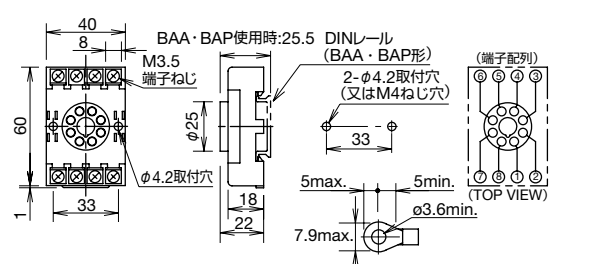 40
8
BAA・BAP使用時:25.5
DINレール
(BAA・BAP形)
M3.5
端子ねじ
2-φ4.2取付穴
(又はM4ねじ穴)
60
φ25
33
φ4.2取付穴
1
33
18
22
5max.
5min.
ø3.6min.
7.9max.
(端子配列)
⑥ ⑤ ④ ③
⑦ ⑧ ① ②
(TOP VIEW)